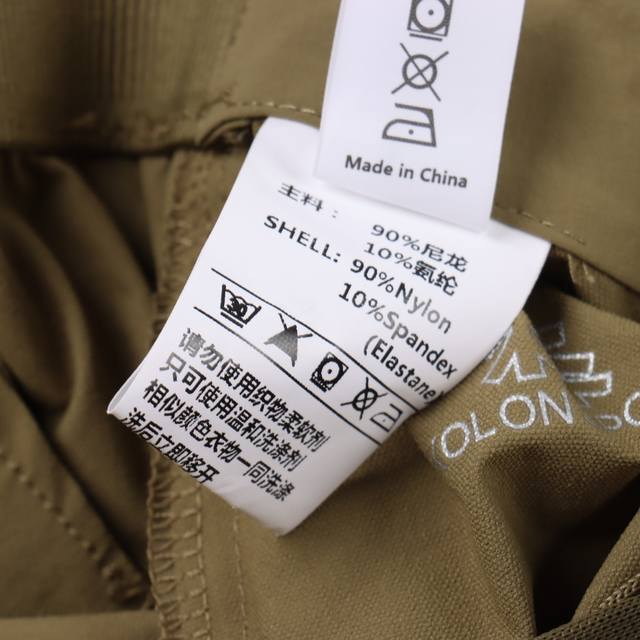 Made in China
主料：
90%尼龙
10%氨纶
SHELL:
90%Nylon
10%Spandex
(Elastane
请勿使用织物柔软剂
只可使用温和洗涤剂
相似颜色衣物一同洗涤
洗后立即移开
OLON